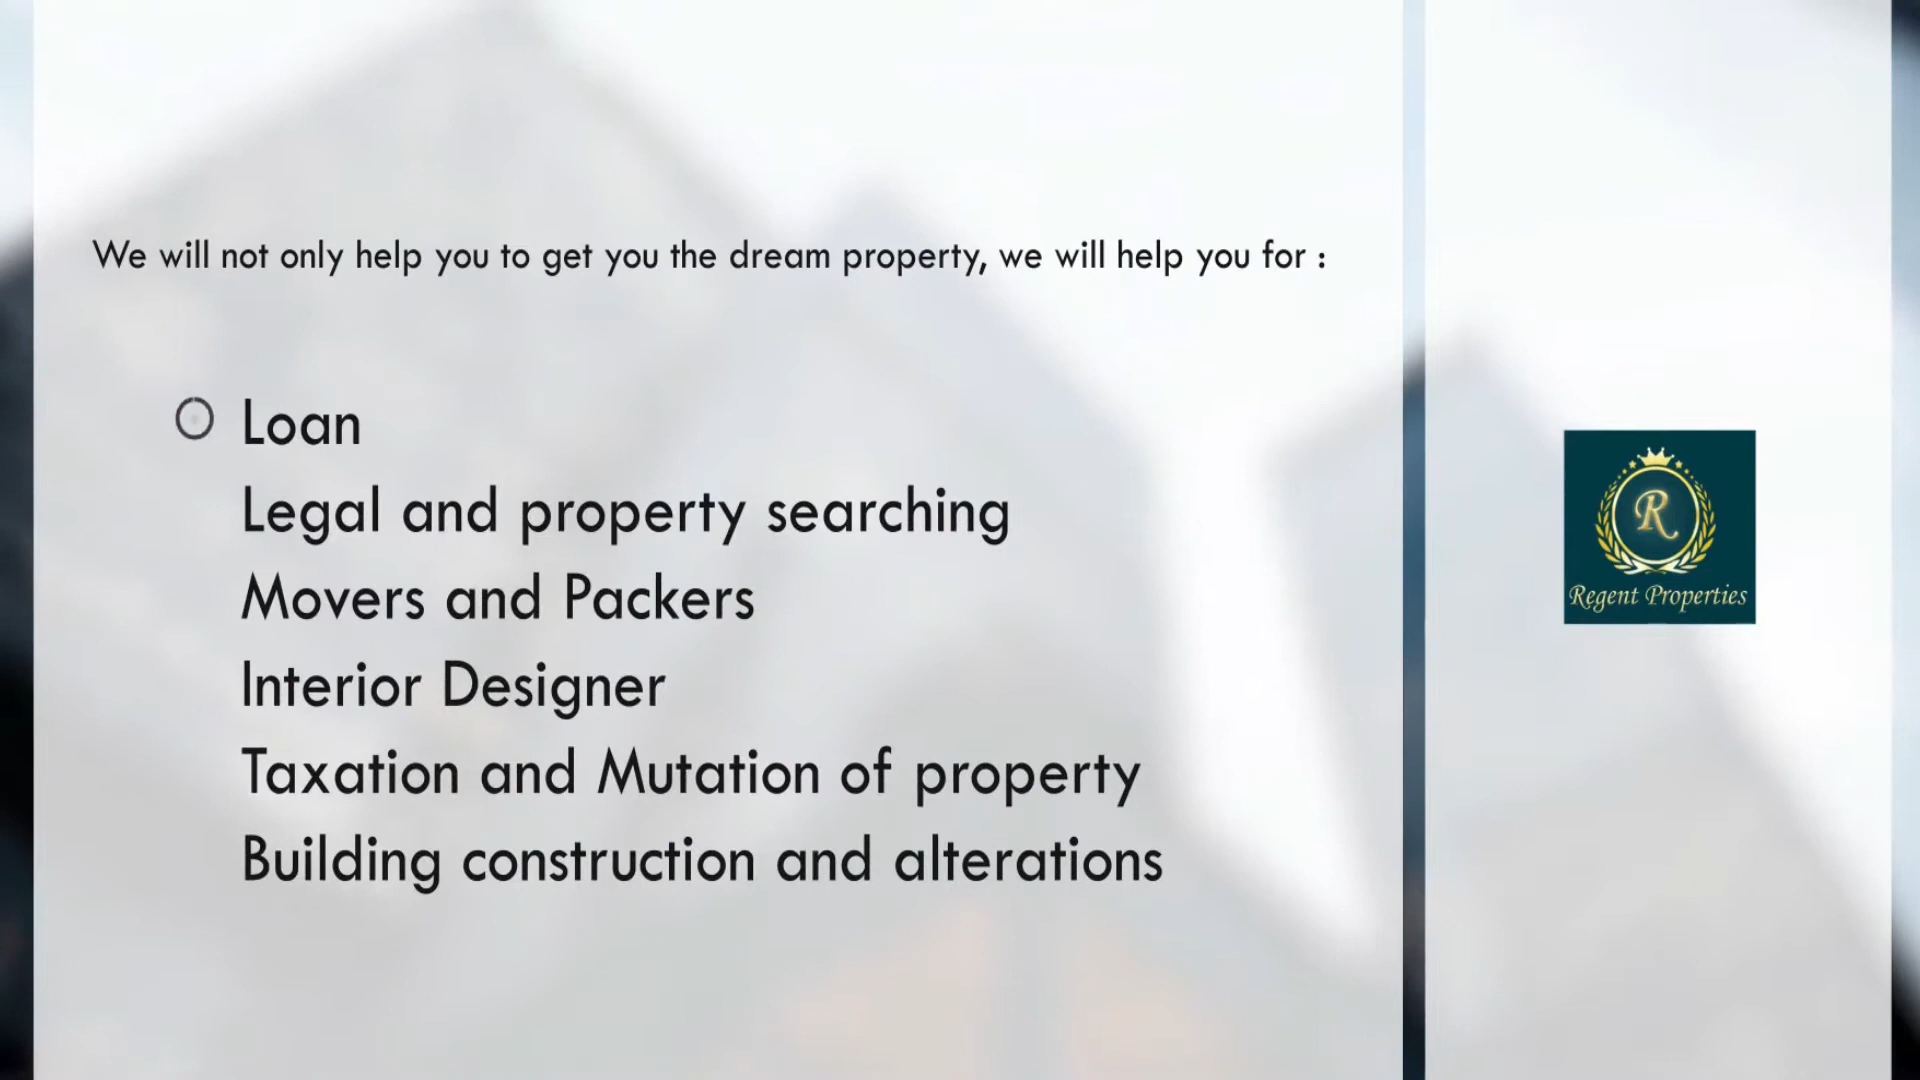 We will not only help you to get you the dream property, we will help you for :
Loan
Legal and property searching
Movers and Packers
Interior Designer
Taxation and Mutation of property
Building construction and alterations
R
Regent Properties